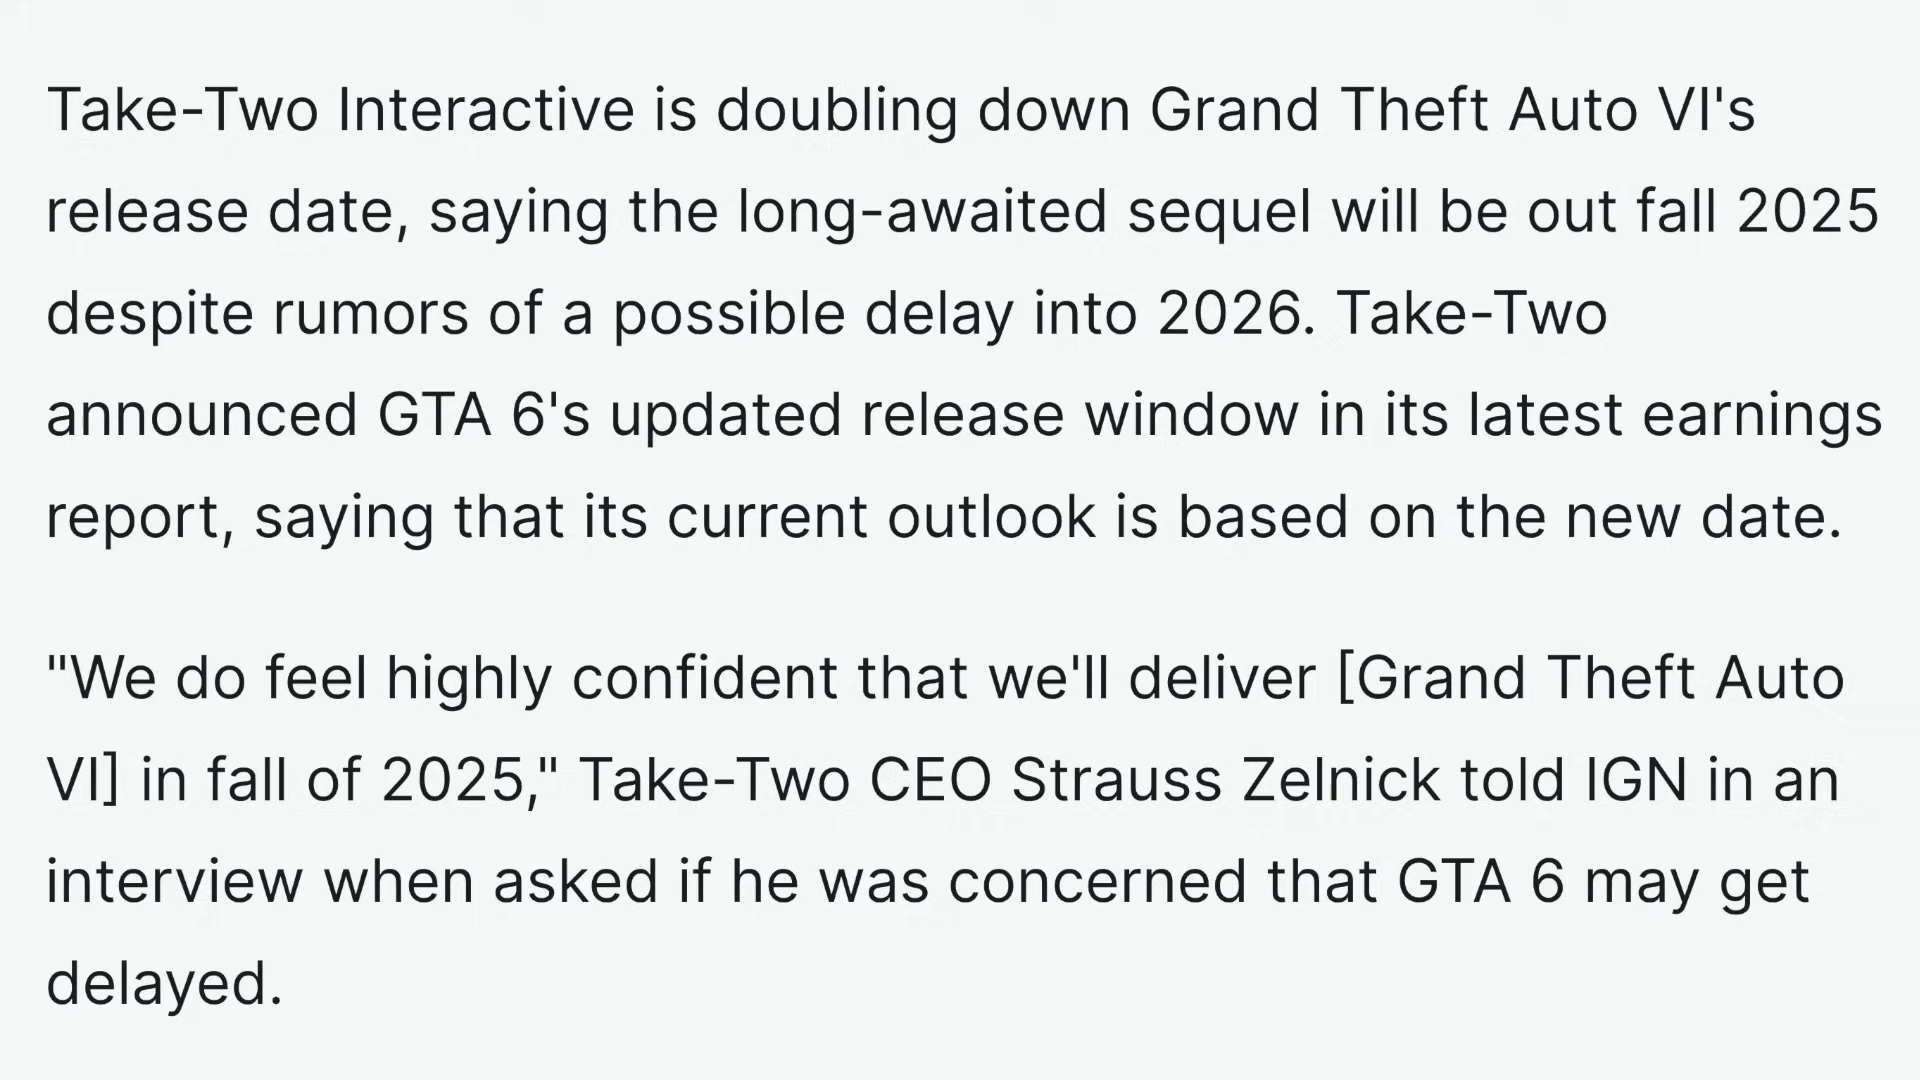 Take-Two Interactive is doubling down Grand Theft Auto VI's
release date, saying the long-awaited sequel will be out fall 2025
despite rumors of a possible delay into 2026. Take-Two
announced GTA 6's updated release window in its latest earnings
report, saying that its current outlook is based on the new date.
"We do feel highly confident that we'll deliver [Grand Theft Auto
VI] in fall of 2025," Take-Two CEO Strauss Zelnick told IGN in an
interview when asked if he was concerned that GTA 6 may get
delayed.